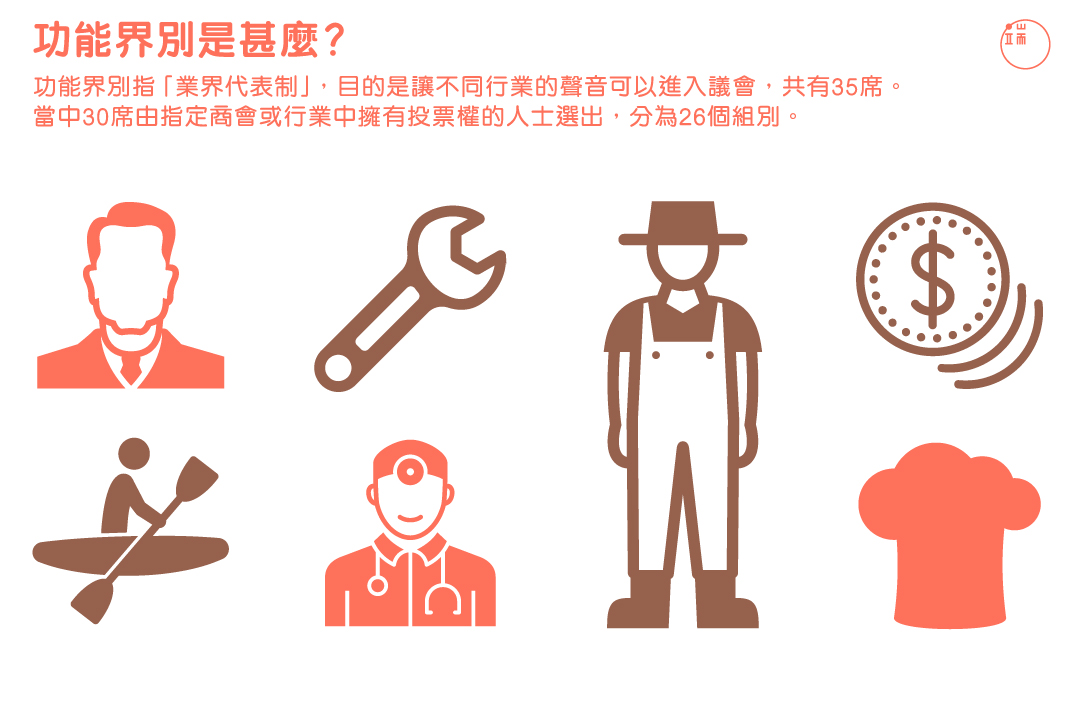 功能界別是甚麼？
功能界別指「業界代表制」，目的是讓不同行業的聲音可以進入議會，共有35席。
當中30席由指定商會或行業中擁有投票權的人士選出，分為26個組別。
端
$